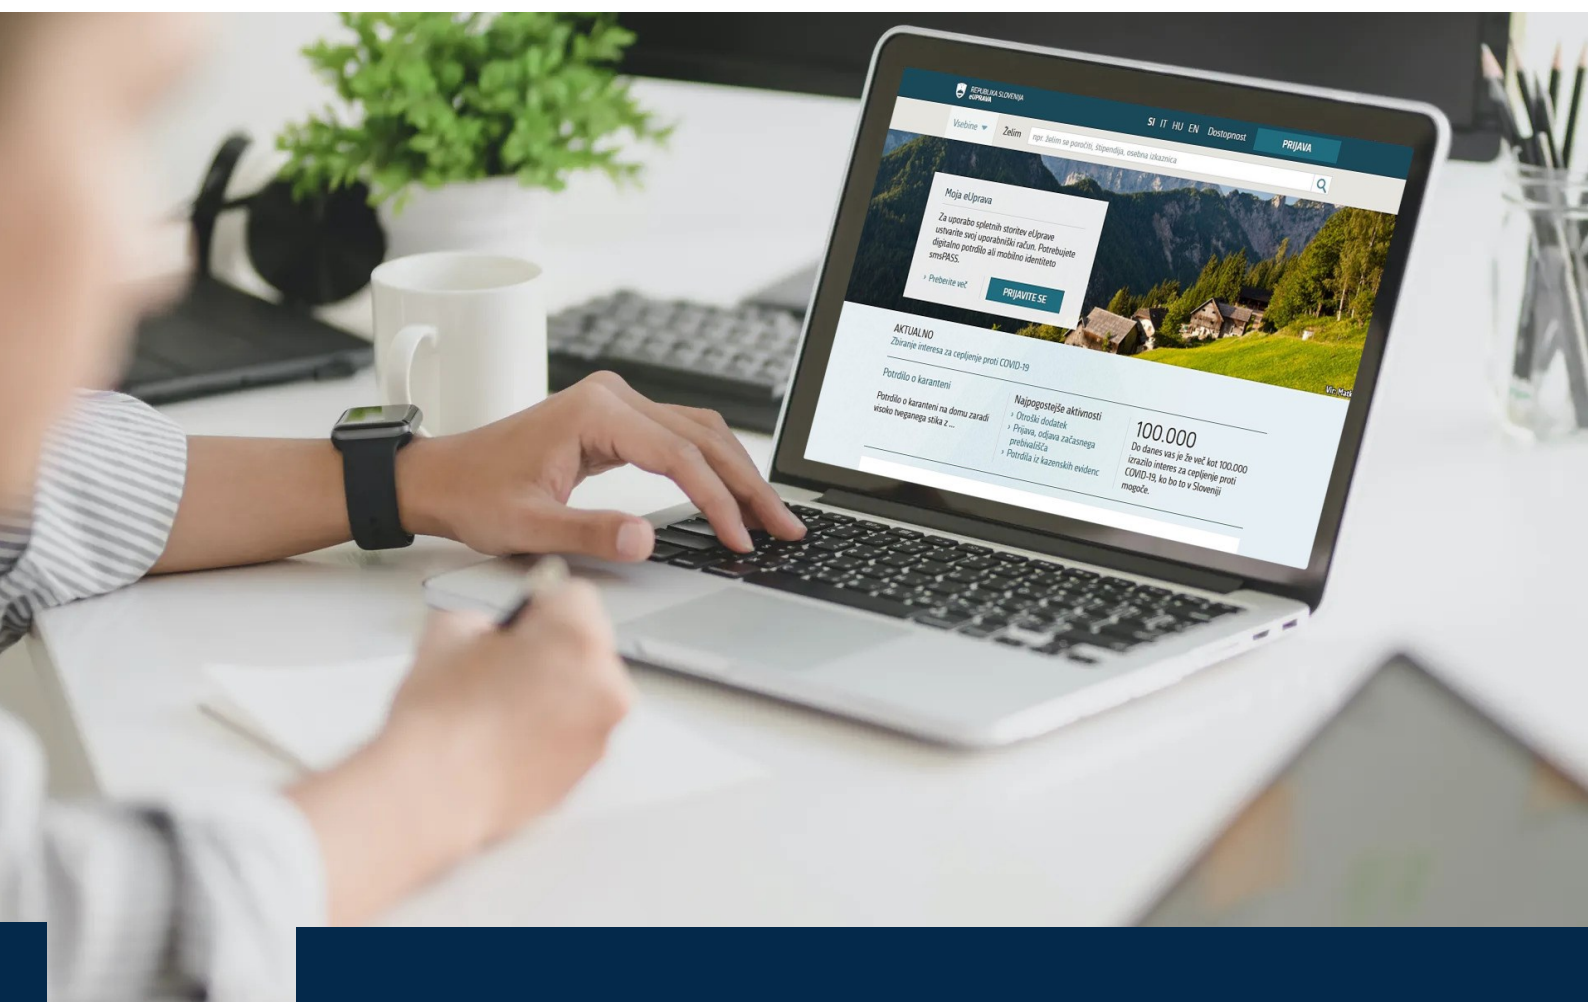 REPUBLIKA SLOVENIJA
eUPRAVA
SI IT HU EN Dostopnost PRIJAVA
Vsebine Želim npr. želim se poročiti, štipendija, osebna izkaznica
Moja eUprava
Za uporabo spletnih storitev eUprave
ustvarite svoj uporabniški račun. Potrebujete
digitalno potrdilo ali mobilno identiteto
smsPASS.
› Preberite več PRIJAVITE SE
AKTUALNO
Zbiranje interesa za cepljenje proti COVID-19
Potrdilo o karanteni
Potrdilo o karanteni na domu zaradi
visoko tveganega stika z ...
Najpogostejše aktivnosti
› Otroški dodatek
› Prijava, odjava začasnega
prebivališča
› Potrdila iz kazenskih evidenc
100.000
Do danes vas je že več kot 100.000
izrazilo interes za cepljenje proti
COVID-19, ko bo to v Sloveniji
mogoče.